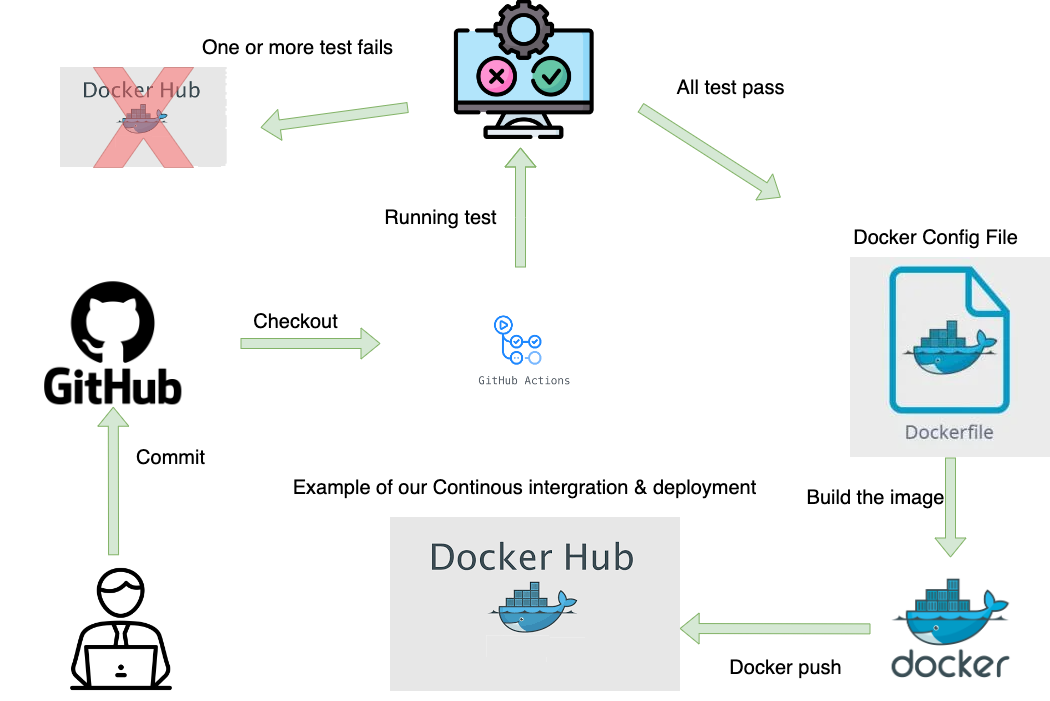 One or more test fails
Docker Hub
All test pass
Running test
Docker Config File
Dockerfile
GitHub
Checkout
GitHub Actions
Commit
Example of our Continous intergration & deployment
Build the image
Docker Hub
docker
Docker push